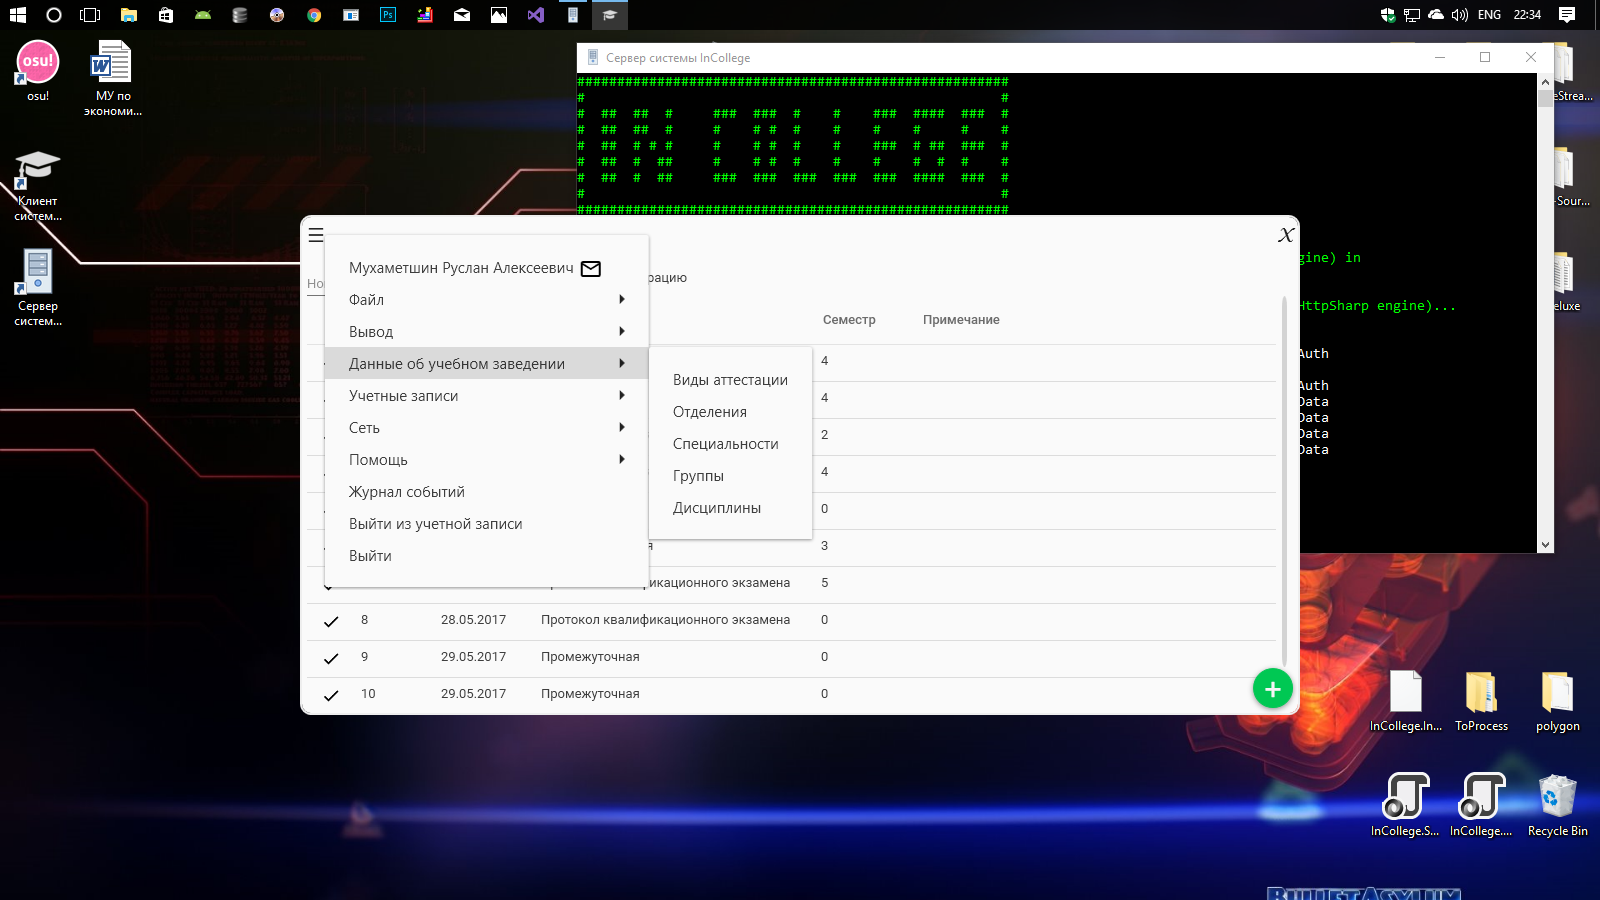 ENG
22:34
osu!
osu!
МУ по
экономи...
Клиент
систем...
Сервер
систем...
Сервер системы InCollege
IN COLLEGE
gine) in
HttpSharp engine)...
Auth
Auth
Data
Data
Data
Data
eStrea...
-Sour...
eluxe
Но
рацию
Мухаметшин Руслан Алексеевич
Файл
Вывод
Данные об учебном заведении
Учетные записи
Сеть
Помощь
Журнал событий
Выйти из учетной записи
Выйти
Виды аттестации
Отделения
Специальности
Группы
Дисциплины
Семестр Примечание
4
4
2
4
0
я 3
икационного экзамена 5
8 28.05.2017 Протокол квалификационного экзамена 0
9 29.05.2017 Промежуточная 0
10 29.05.2017 Промежуточная 0
InCollege.In...
ToProcess
polygon
InCollege.S...
InCollege....
Recycle Bin
BulletAsylum